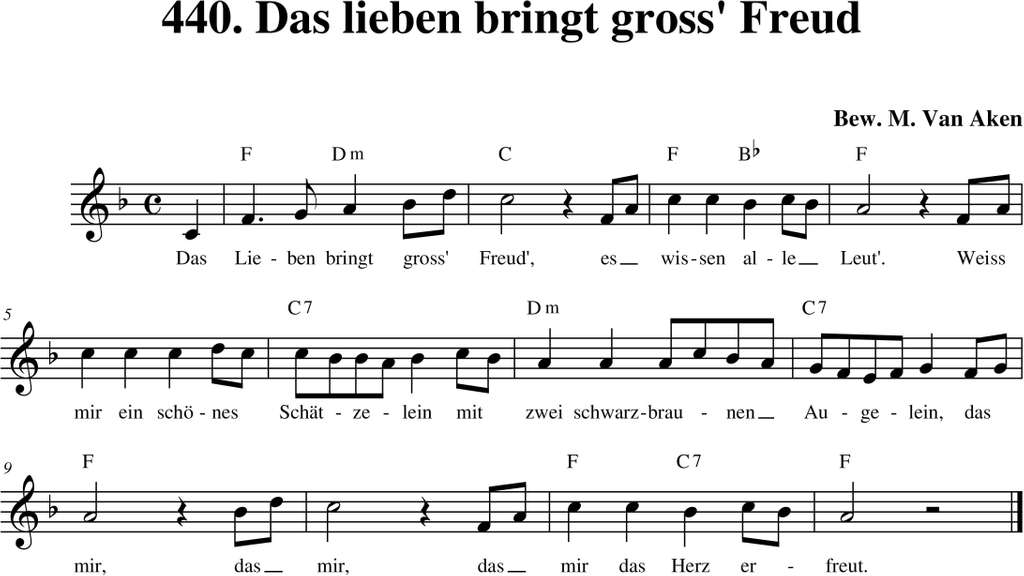 440. Das lieben bringt gross' Freud
Bew. M. Van Aken
F Dm C F B♭ F
Das Lie - ben bringt gross' Freud', es _ wis - sen al - le _ Leut'. Weiss
5 C7 Dm C7
mir ein schö - nes Schät - ze - lein mit zwei schwarz - brau - nen _ Au - ge - lein, das
9 F F C7 F
mir, das _ mir, das _ mir das Herz er - freut.